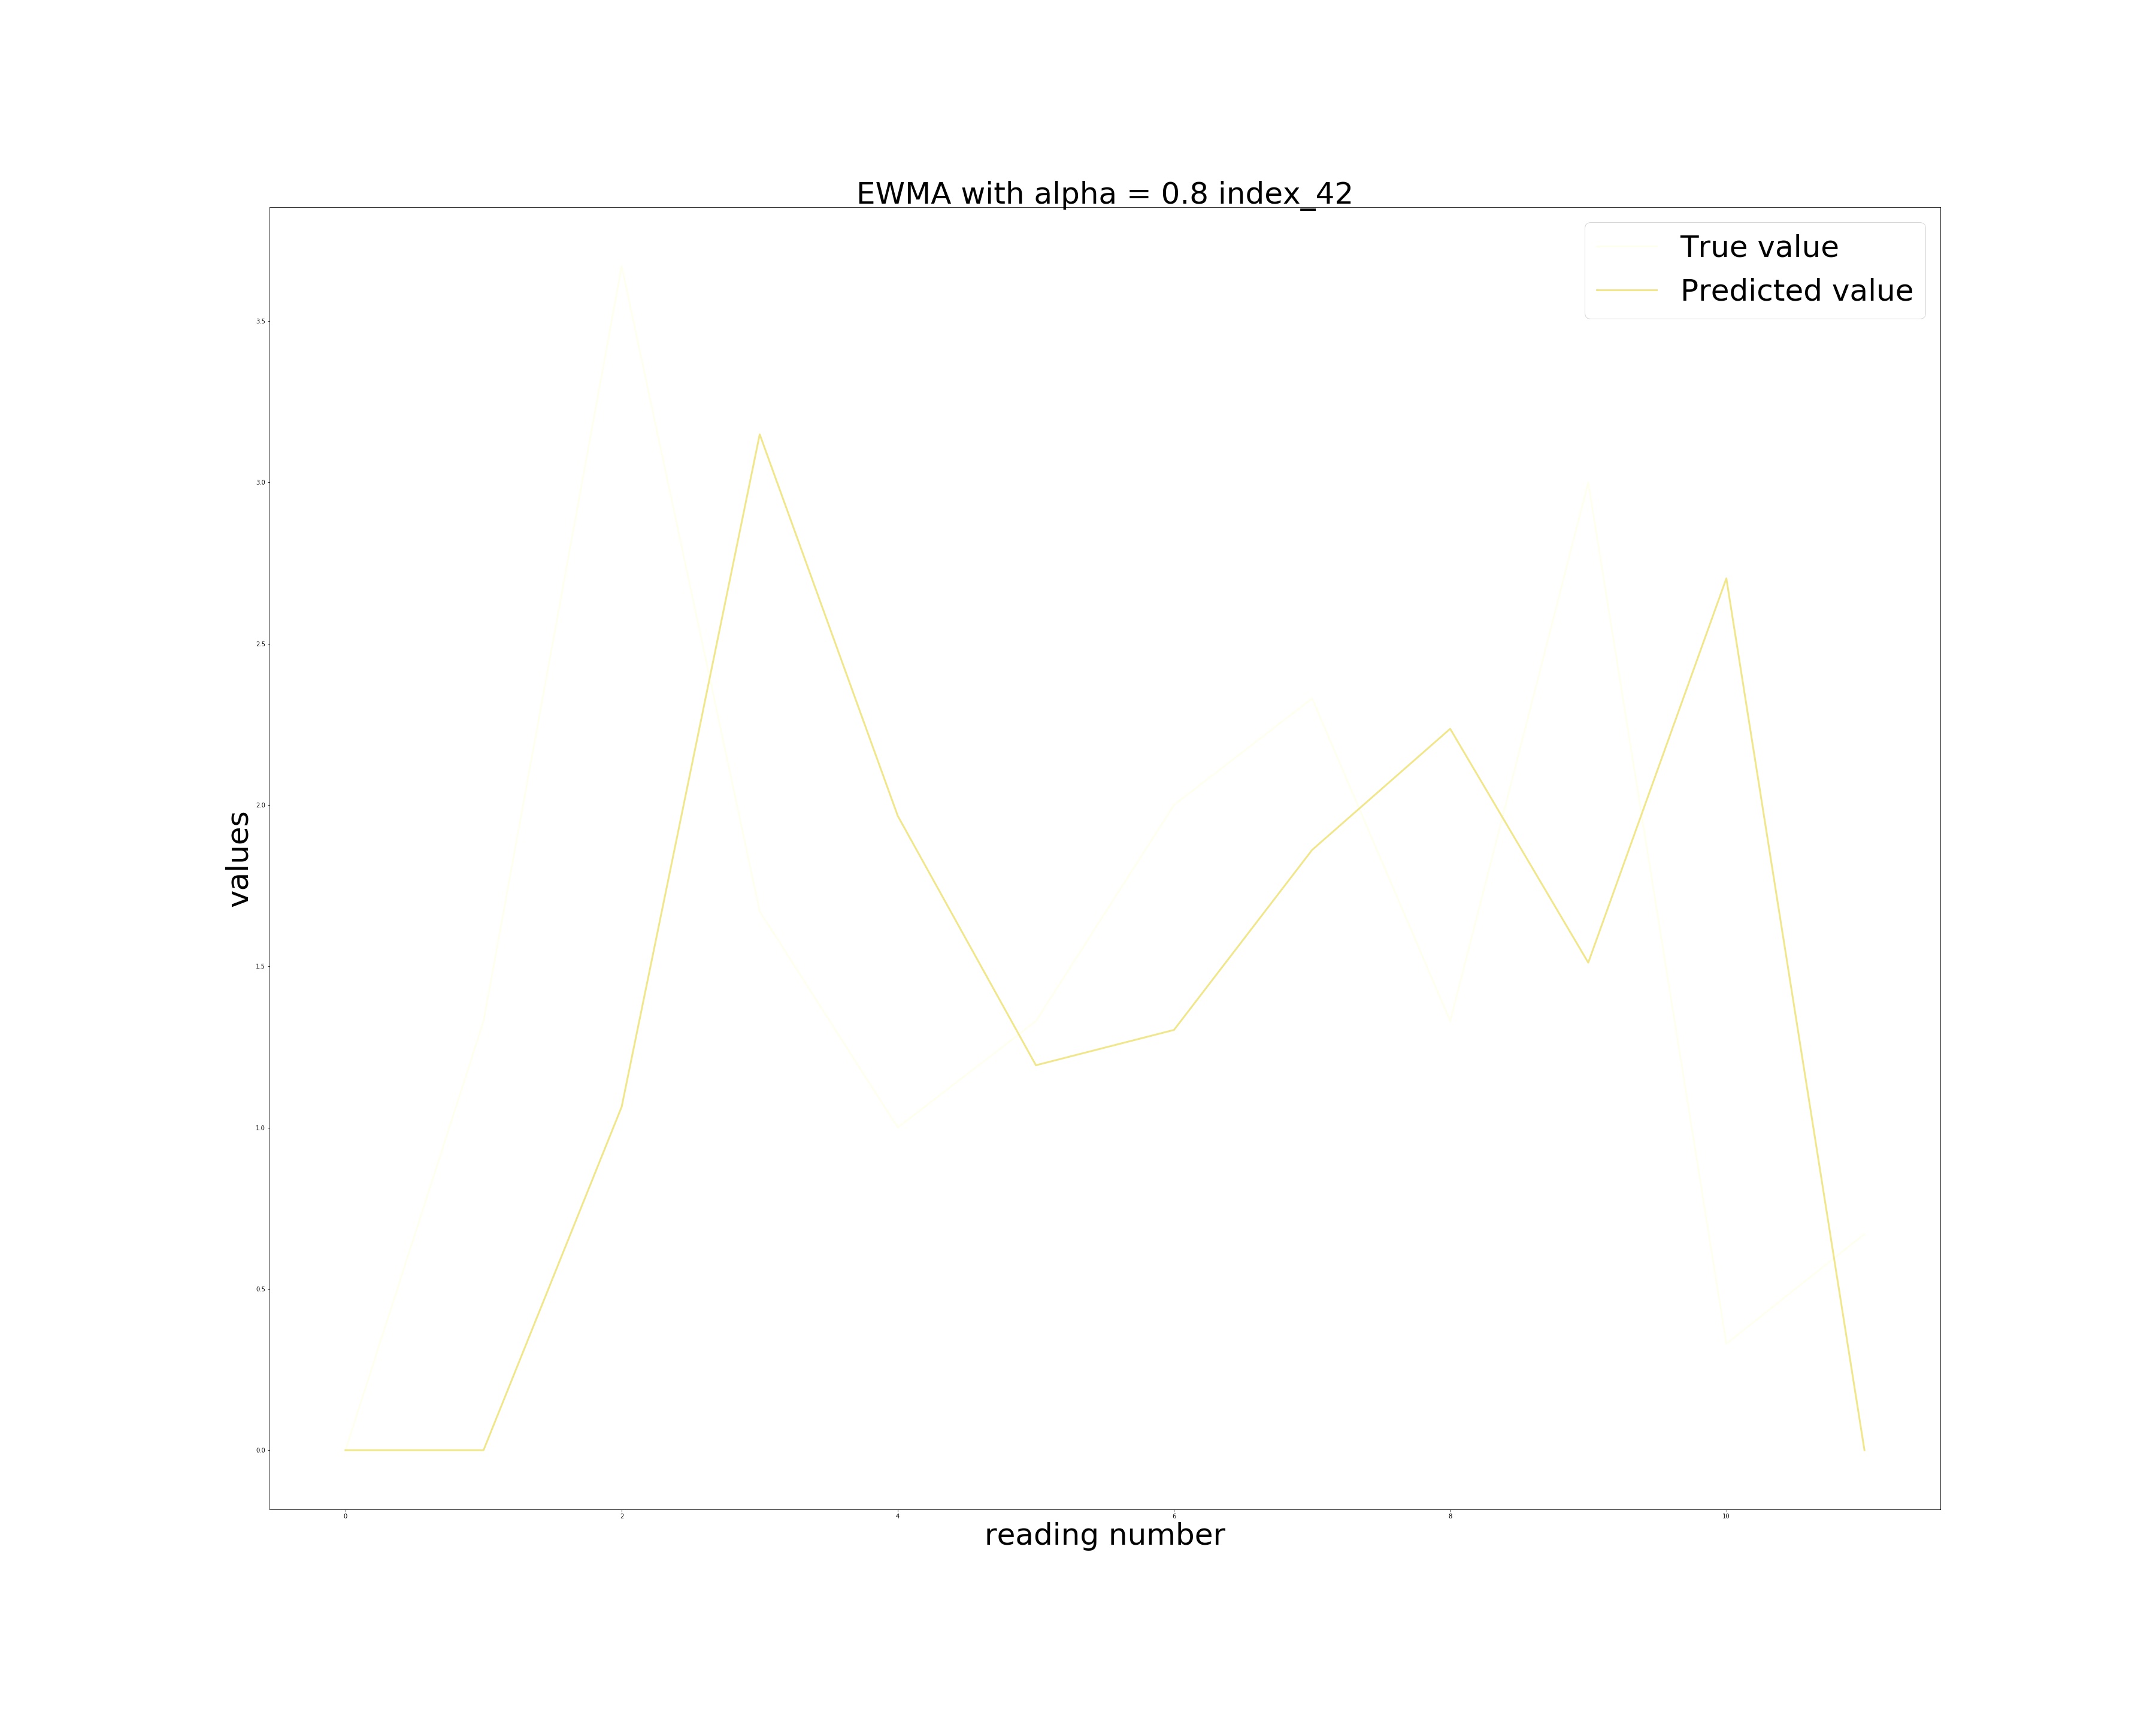 EWMA with alpha = 0.8 index_42
True value
Predicted value
3.5
3.0
2.5
2.0
1.5
1.0
0.5
0.0
values
0 2 4 6 8 10
reading number